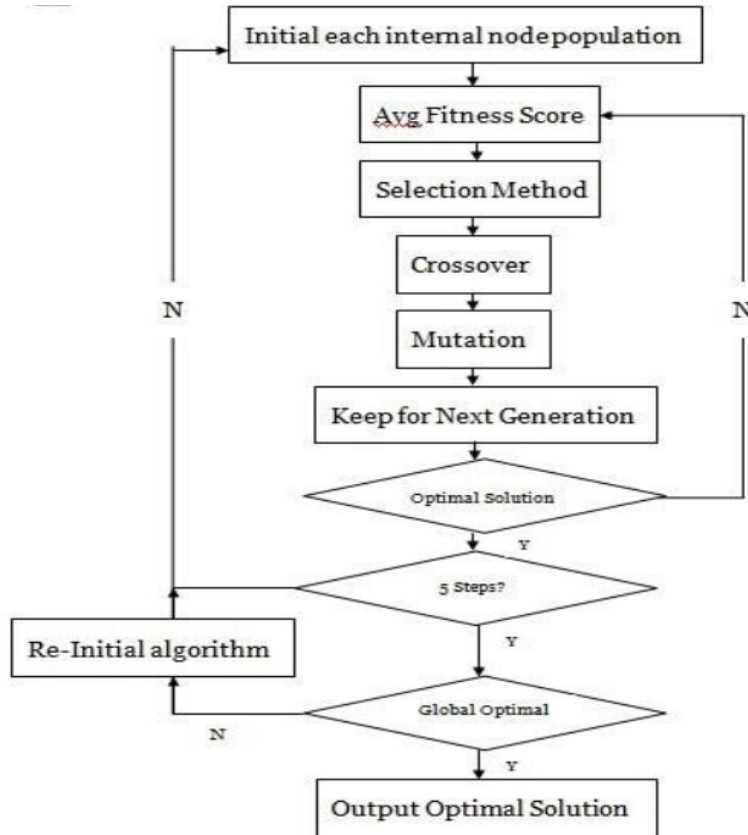 Initial each internal node population
Avg Fitness Score
Selection Method
Crossover
N
N
Mutation
Keep for Next Generation
Optimal Solution
Y
5 Steps?
Re-Initial algorithm
Y
Global Optimal
N
Y
Output Optimal Solution